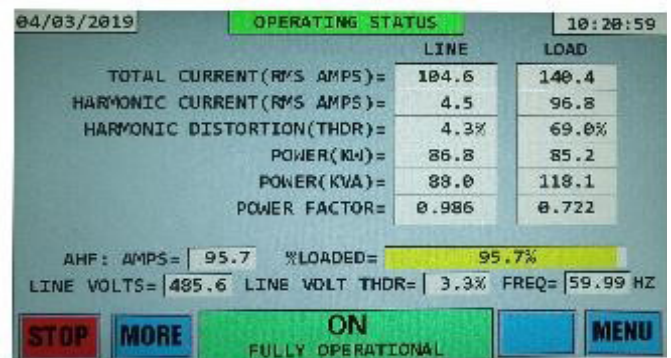 04/03/2019 OPERATING STATUS 10:20:59
LINE LOAD
TOTAL CURRENT(RMS AMPS)= 104.6 140.4
HARMONIC CURRENT(RMS AMPS)= 4.5 96.8
HARMONIC DISTORTION(THDR)= 4.3% 69.0%
POWER(KW)= 86.8 85.2
POWER(KVA)= 88.0 118.1
POWER FACTOR= 0.986 0.722
AHF: AMPS= 95.7 %LOADED= 95.7%
LINE VOLTS= 485.6 LINE VOLT THDR= 3.3% FREQ= 59.99 HZ
STOP MORE ON MENU
FULLY OPERATIONAL